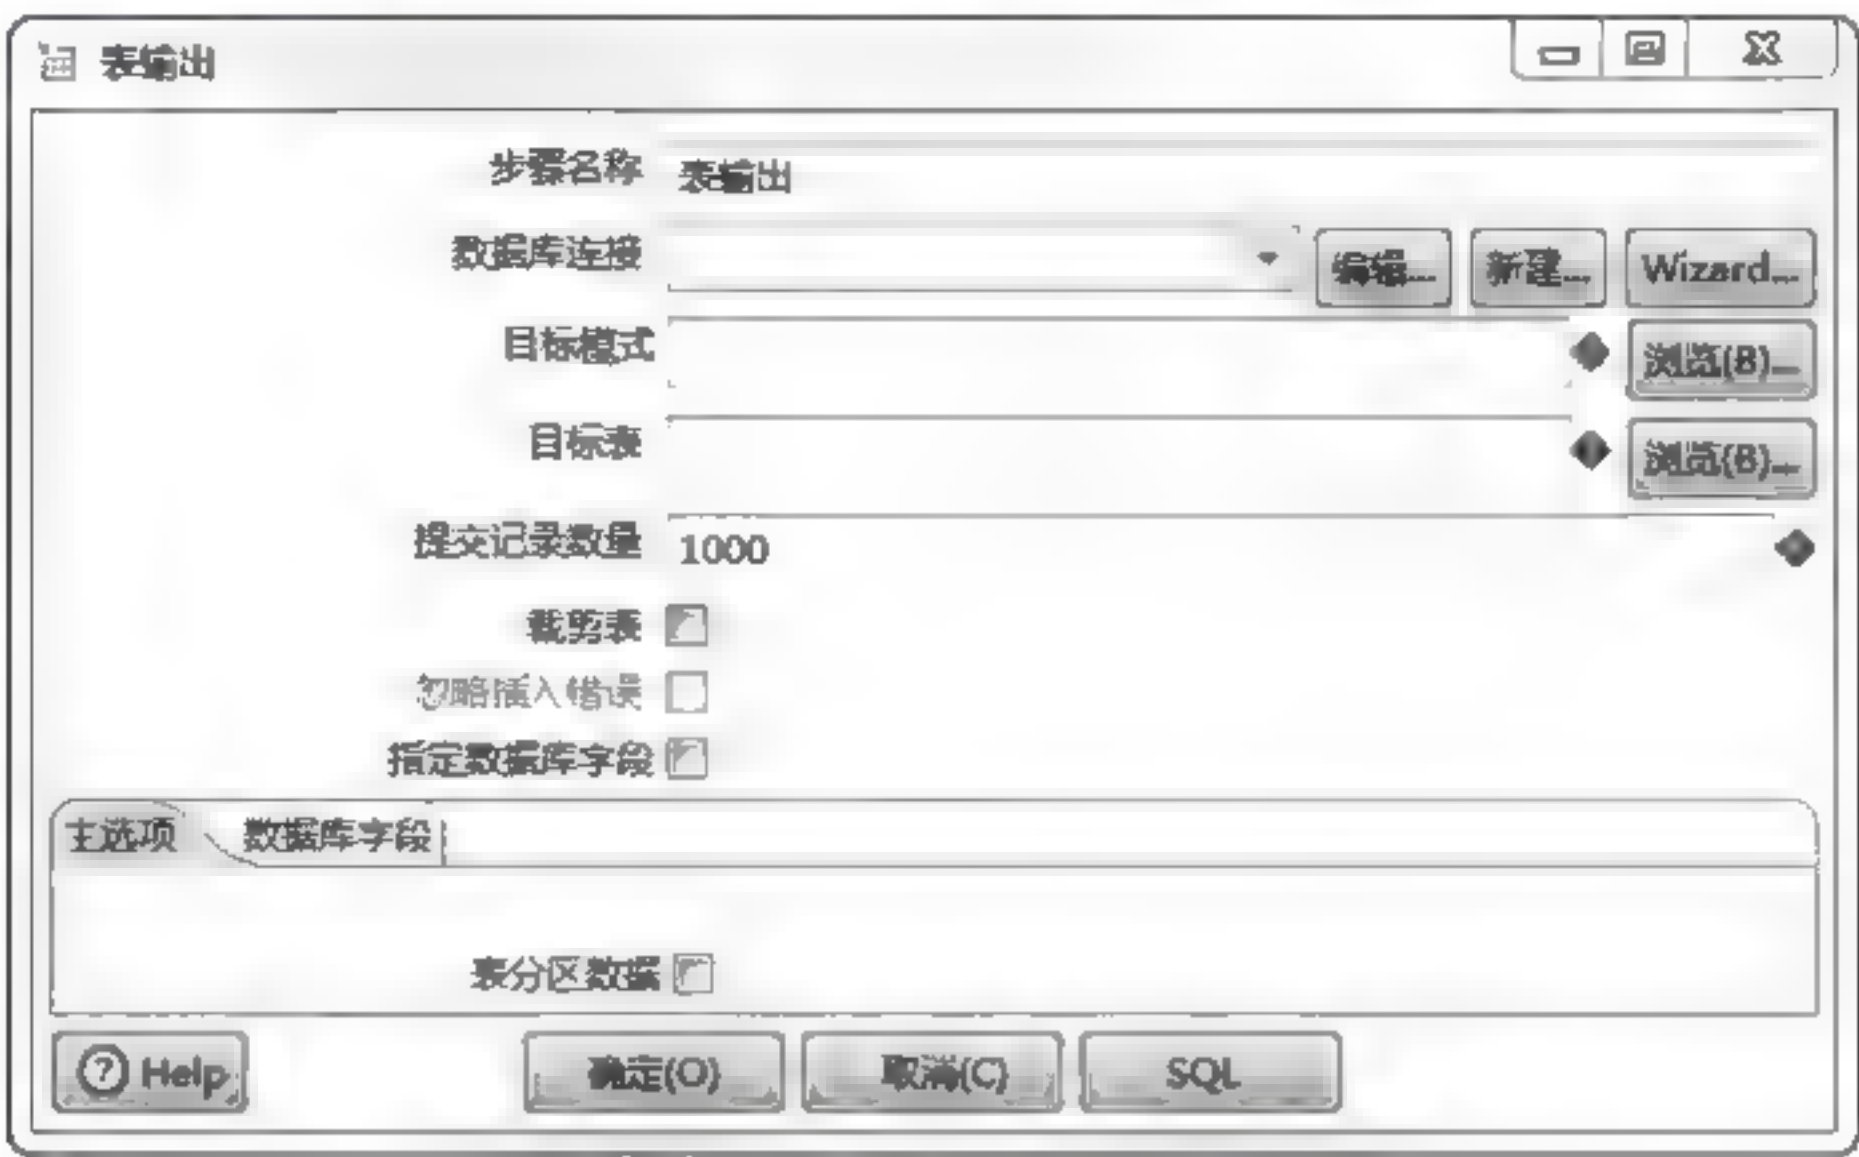 表输出
步骤名称 表输出
数据库连接 编辑... 新建... Wizard...
目标模式 浏览(B)...
目标表 浏览(B)...
提交记录数量 1000
裁剪表
忽略插入错误
指定数据库字段
主选项 数据库字段
表分区数据
Help 确定(O) 取消(C) SQL